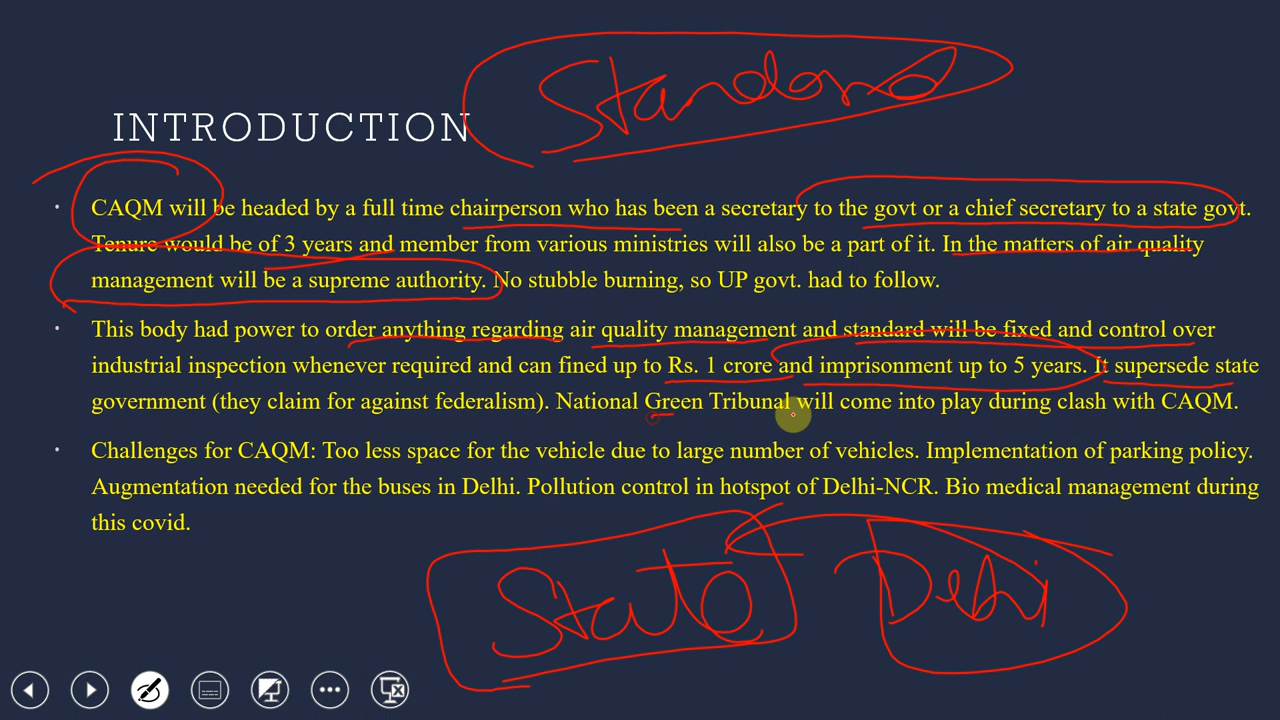 Standard
INTRODUCTION
CAQM will be headed by a full time chairperson who has been a secretary to the govt or a chief secretary to a state govt.
Tenure would be of 3 years and member from various ministries will also be a part of it. In the matters of air quality
management will be a supreme authority. No stubble burning, so UP govt. had to follow.
This body had power to order anything regarding air quality management and standard will be fixed and control over
industrial inspection whenever required and can fined up to Rs. 1 crore and imprisonment up to 5 years. It supersede state
government (they claim for against federalism). National Green Tribunal will come into play during clash with CAQM.
Challenges for CAQM: Too less space for the vehicle due to large number of vehicles. Implementation of parking policy.
Augmentation needed for the buses in Delhi. Pollution control in hotspot of Delhi-NCR. Bio medical management during
this covid.
State Delhi